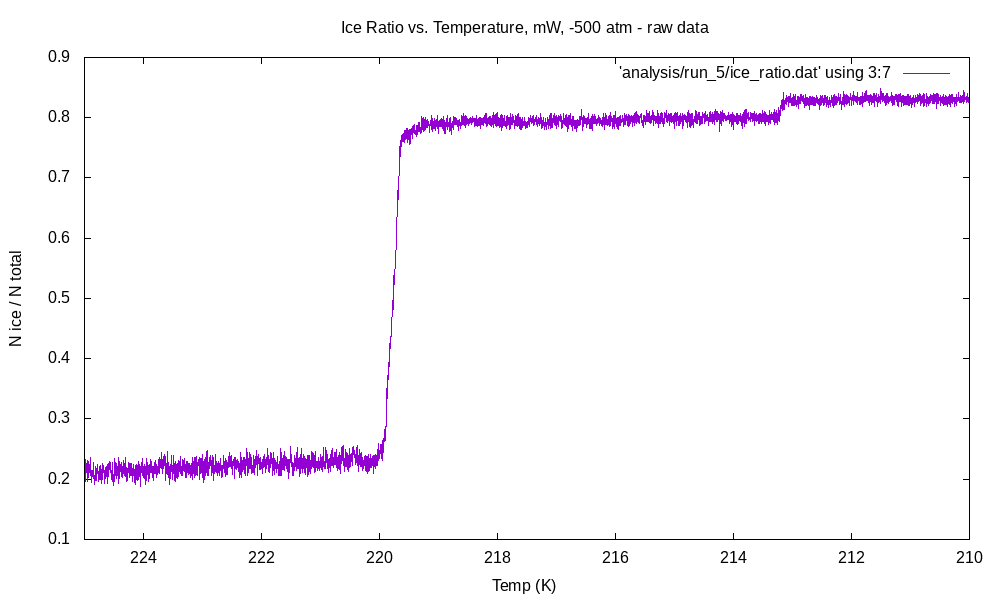 Ice Ratio vs. Temperature, mW, -500 atm - raw data
'analysis/run_5/ice_ratio.dat' using 3:7
N ice / N total
0.9
0.8
0.7
0.6
0.5
0.4
0.3
0.2
0.1
224 222 220 218 216 214 212 210
Temp (K)